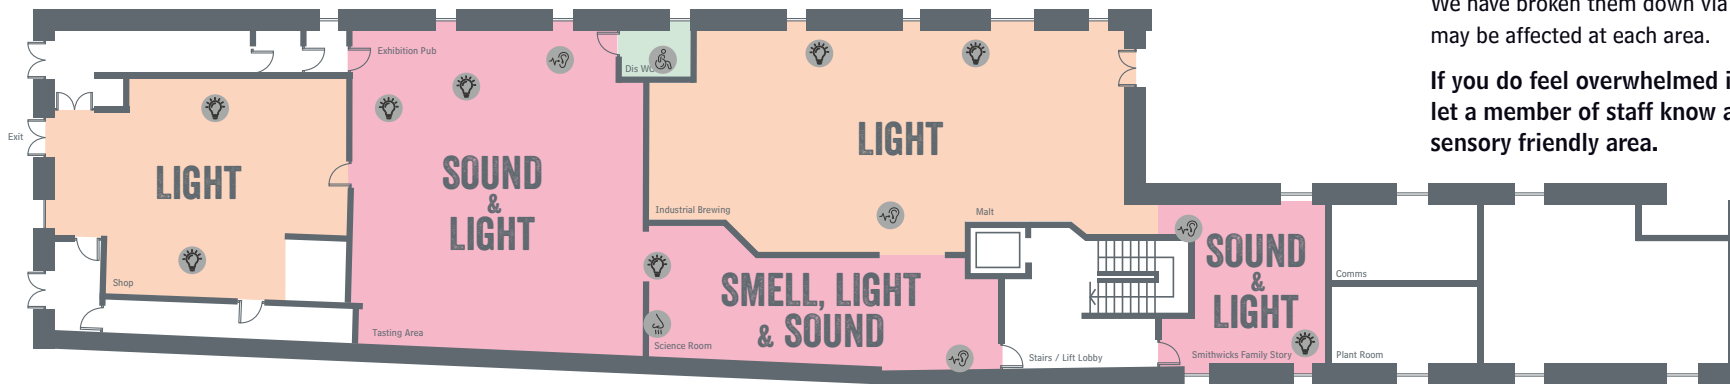 We have broken them down via
may be affected at each area.
If you do feel overwhelmed i
let a member of staff know a
sensory friendly area.
Exhibition Pub
Dis WC
Exit
LIGHT
SOUND
&
LIGHT
LIGHT
Industrial Brewing
Malt
SOUND
&
LIGHT
SMELL, LIGHT
& SOUND
Comms
Shop
Tasting Area
Science Room
Stairs / Lift Lobby
Smithwicks Family Story
Plant Room